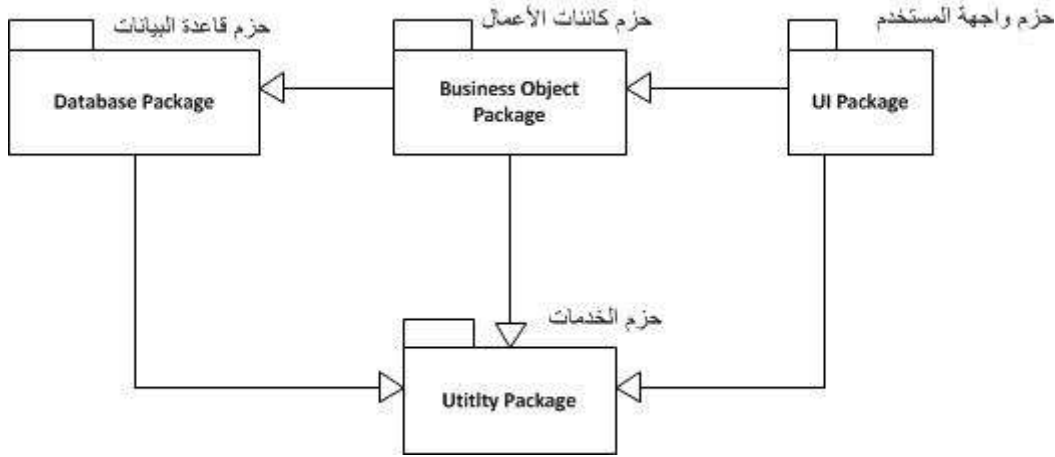 حزم قاعدة البيانات
حزم كائنات الأعمال
حزم واجهة المستخدم
Database Package
Business Object
Package
UI Package
حزم الخدمات
Utitlty Package